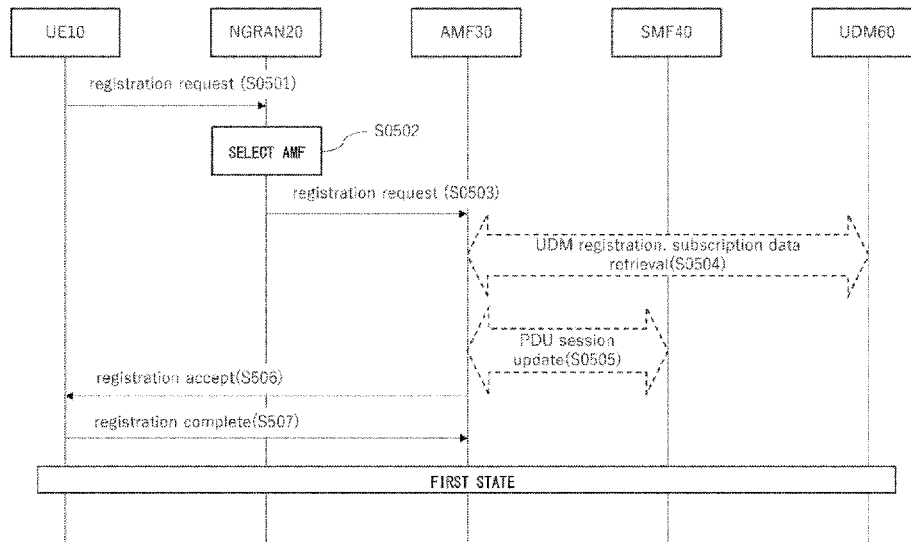 UE10
NGRAN20
AMF30
SMF40
UDM60
registration request (S0501)
S0502
SELECT AMF
registration request (S0503)
UDM registration, subscription data
retrieval(S0504)
PDU session
update(S0505)
registration accept(S506)
registration complete(S507)
FIRST STATE